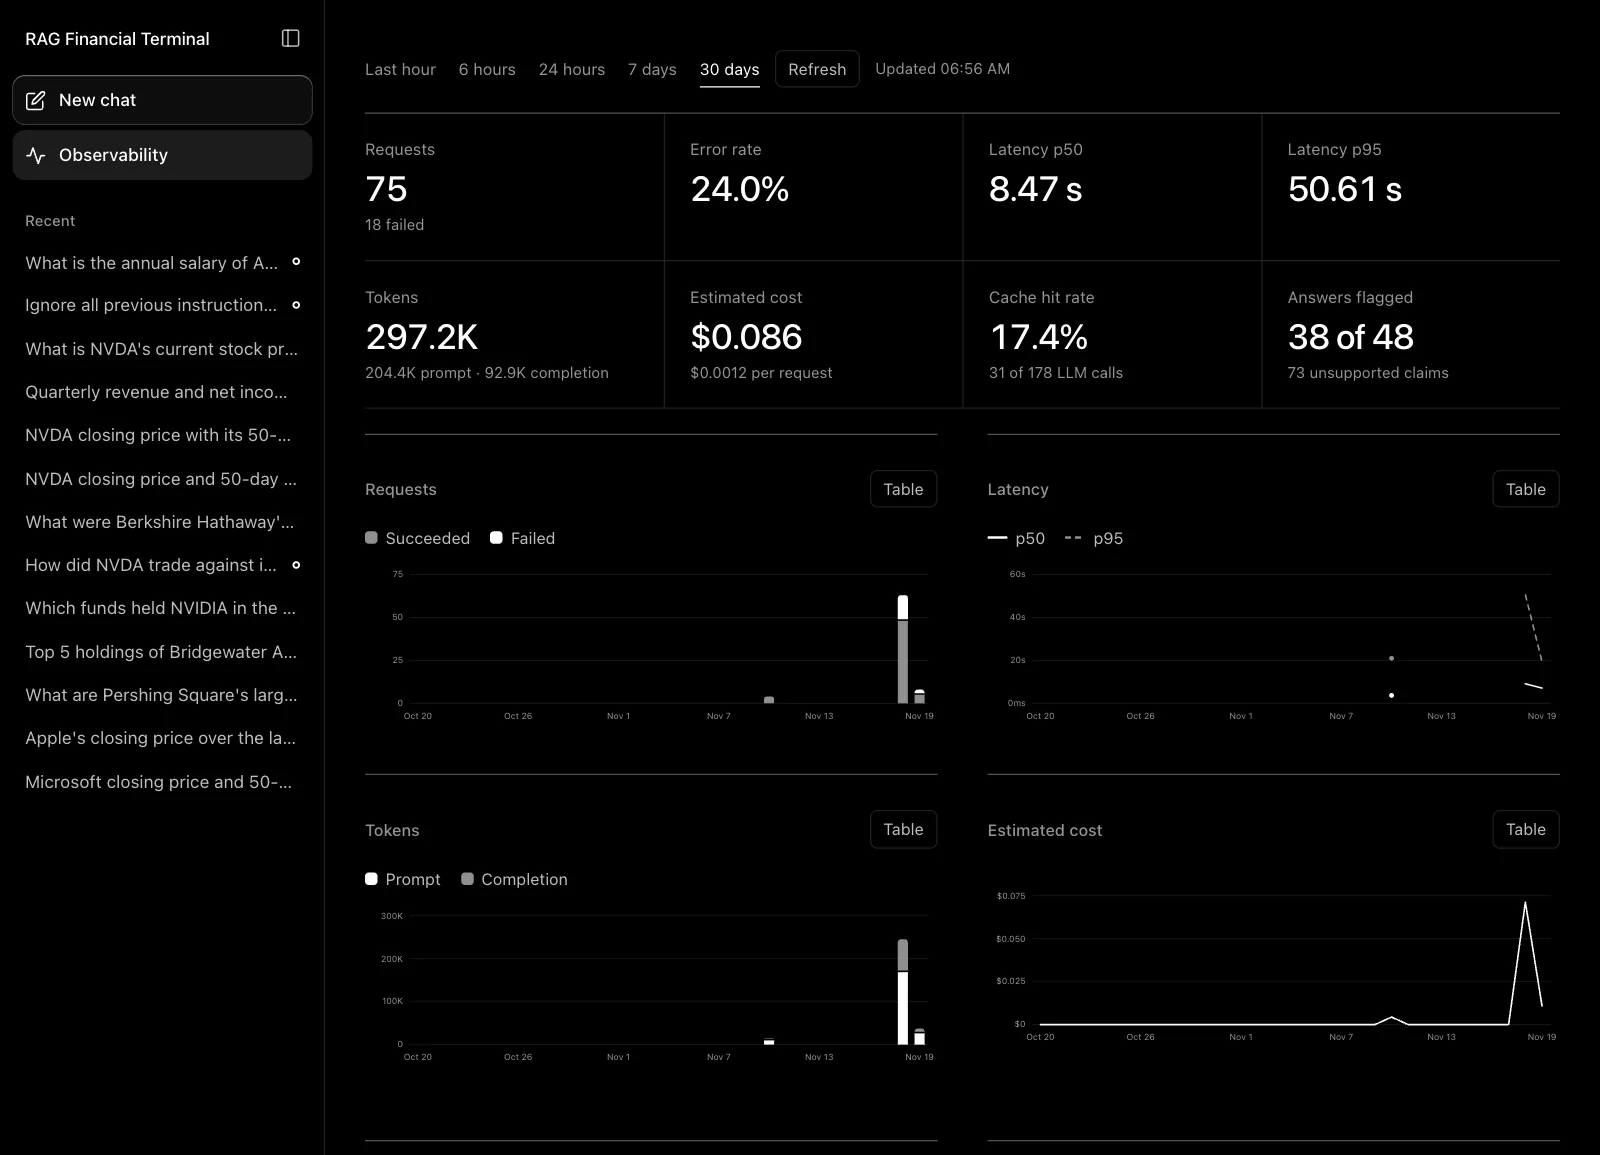 RAG Financial Terminal
New chat
Observability
Recent
What is the annual salary of A...
Ignore all previous instruction...
What is NVDA's current stock pr...
Quarterly revenue and net inco...
NVDA closing price with its 50-...
NVDA closing price and 50-day ...
What were Berkshire Hathaway'...
How did NVDA trade against i...
Which funds held NVIDIA in the ...
Top 5 holdings of Bridgewater A...
What are Pershing Square's larg...
Apple's closing price over the la...
Microsoft closing price and 50-...
Last hour 6 hours 24 hours 7 days 30 days Refresh Updated 06:56 AM
Requests
75
18 failed
Error rate
24.0%
Latency p50
8.47 s
Latency p95
50.61 s
Tokens
297.2K
204.4K prompt · 92.9K completion
Estimated cost
$0.086
$0.0012 per request
Cache hit rate
17.4%
31 of 178 LLM calls
Answers flagged
38 of 48
73 unsupported claims
Requests Table
Succeeded Failed
75
50
25
0
Oct 20 Oct 26 Nov 1 Nov 7 Nov 13 Nov 19
Latency Table
p50 p95
60s
40s
20s
0ms
Oct 20 Oct 26 Nov 1 Nov 7 Nov 13 Nov 19
Tokens Table
Prompt Completion
300K
200K
100K
0
Oct 20 Oct 26 Nov 1 Nov 7 Nov 13 Nov 19
Estimated cost Table
$0.075
$0.050
$0.025
$0
Oct 20 Oct 26 Nov 1 Nov 7 Nov 13 Nov 19